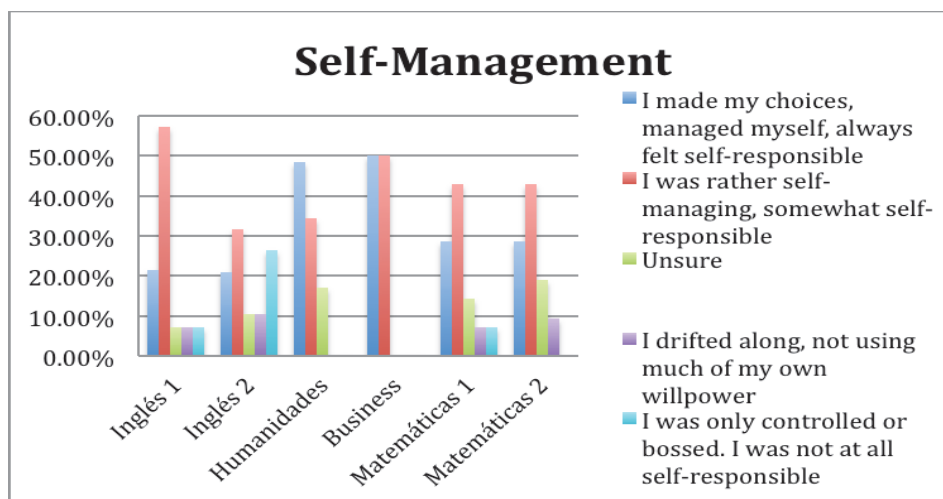 Self-Management
60.00%
50.00%
40.00%
30.00%
20.00%
10.00%
0.00%
Inglés 1
Inglés 2
Humanidades
Business
Matemáticas 1
Matemáticas 2
I made my choices,
managed myself, always
felt self-responsible
I was rather self-
managing, somewhat self-
responsible
Unsure
I drifted along, not using
much of my own
willpower
I was only controlled or
bossed. I was not at all
self-responsible